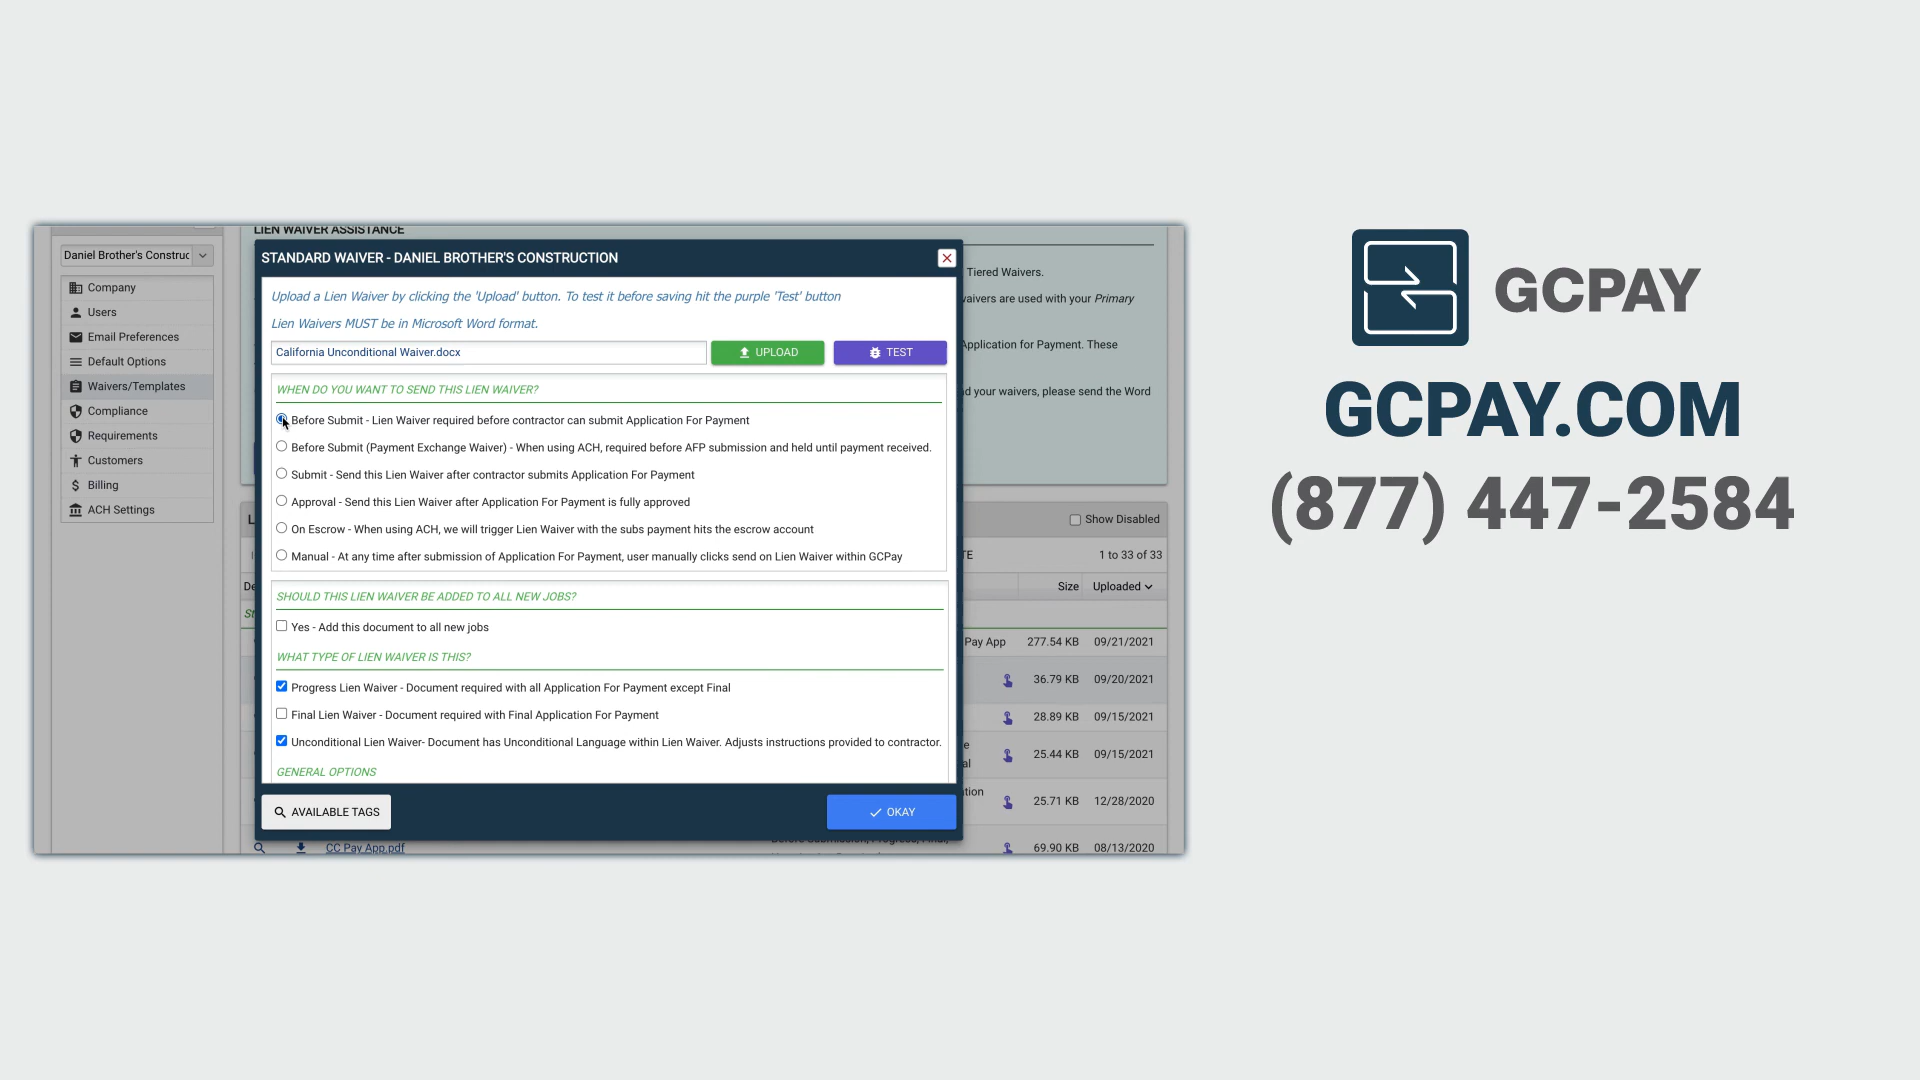 LIEN WAIVER ASSISTANCE
Daniel Brother's Construc
Company
Users
Email Preferences
Default Options
Waivers/Templates
Compliance
Requirements
Customers
Billing
ACH Settings
STANDARD WAIVER - DANIEL BROTHER'S CONSTRUCTION
Upload a Lien Waiver by clicking the 'Upload' button. To test it before saving hit the purple 'Test' button
Lien Waivers MUST be in Microsoft Word format.
California Unconditional Waiver.docx
UPLOAD
TEST
WHEN DO YOU WANT TO SEND THIS LIEN WAIVER?
Before Submit - Lien Waiver required before contractor can submit Application For Payment
Before Submit (Payment Exchange Waiver) - When using ACH, required before AFP submission and held until payment received.
Submit - Send this Lien Waiver after contractor submits Application For Payment
Approval - Send this Lien Waiver after Application For Payment is fully approved
On Escrow - When using ACH, we will trigger Lien Waiver with the subs payment hits the escrow account
Manual - At any time after submission of Application For Payment, user manually clicks send on Lien Waiver within GCPay
SHOULD THIS LIEN WAIVER BE ADDED TO ALL NEW JOBS?
Yes - Add this document to all new jobs
WHAT TYPE OF LIEN WAIVER IS THIS?
Progress Lien Waiver - Document required with all Application For Payment except Final
Final Lien Waiver - Document required with Final Application For Payment
Unconditional Lien Waiver- Document has Unconditional Language within Lien Waiver. Adjusts instructions provided to contractor.
GENERAL OPTIONS
AVAILABLE TAGS
OKAY
Tiered Waivers.
waivers are used with your Primary
Application for Payment. These
d your waivers, please send the Word
Show Disabled
TE
1 to 33 of 33
De
Size Uploaded
St
Pay App 277.54 KB 09/21/2021
36.79 KB 09/20/2021
28.89 KB 09/15/2021
e
al
25.44 KB 09/15/2021
tion
25.71 KB 12/28/2020
CC Pay App.pdf
69.90 KB 08/13/2020
GCPAY
GCPAY.COM
(877) 447-2584